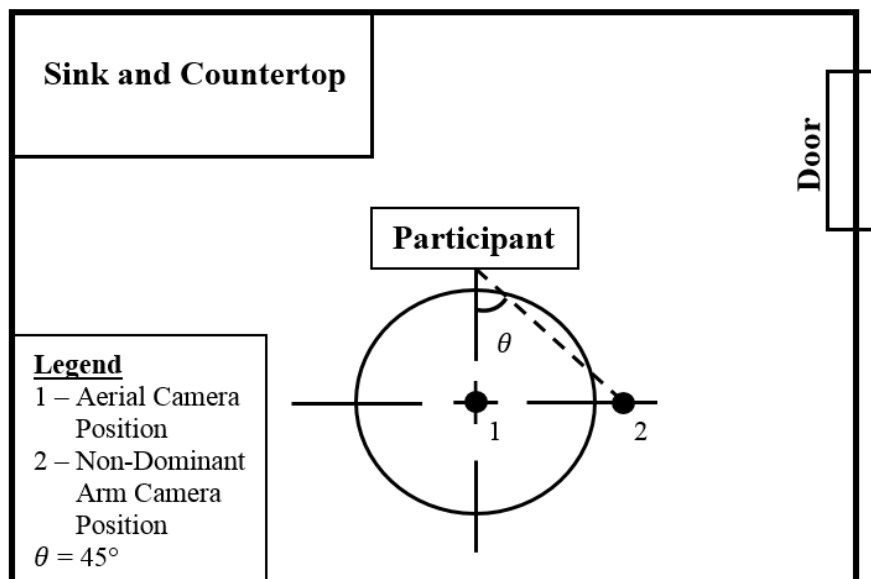 Sink and Countertop
Door
Participant
θ
1
2
Legend
1 – Aerial Camera
Position
2 – Non-Dominant
Arm Camera
Position
θ = 45°